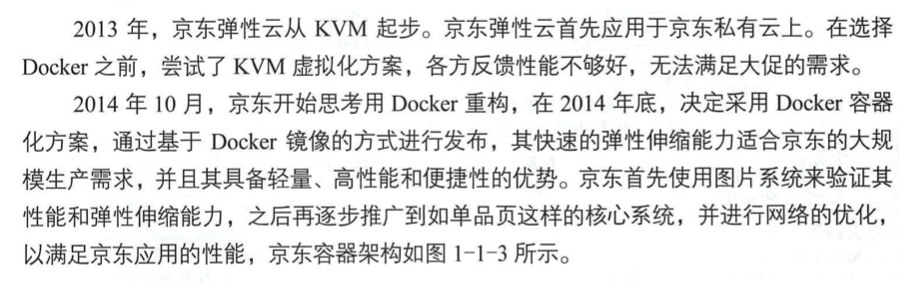 2013 年，京东弹性云从 KVM 起步。京东弹性云首先应用于京东私有云上。在选择
Docker 之前，尝试了 KVM 虚拟化方案，各方反馈性能不够好，无法满足大促的需求。
2014 年 10 月，京东开始思考用 Docker 重构，在 2014 年底，决定采用 Docker 容器
化方案，通过基于 Docker 镜像的方式进行发布，其快速的弹性伸缩能力适合京东的大规
模生产需求，并且其具备轻量、高性能和便捷性的优势。京东首先使用图片系统来验证其
性能和弹性伸缩能力，之后再逐步推广到如单品页这样的核心系统，并进行网络的优化，
以满足京东应用的性能，京东容器架构如图 1-1-3 所示。